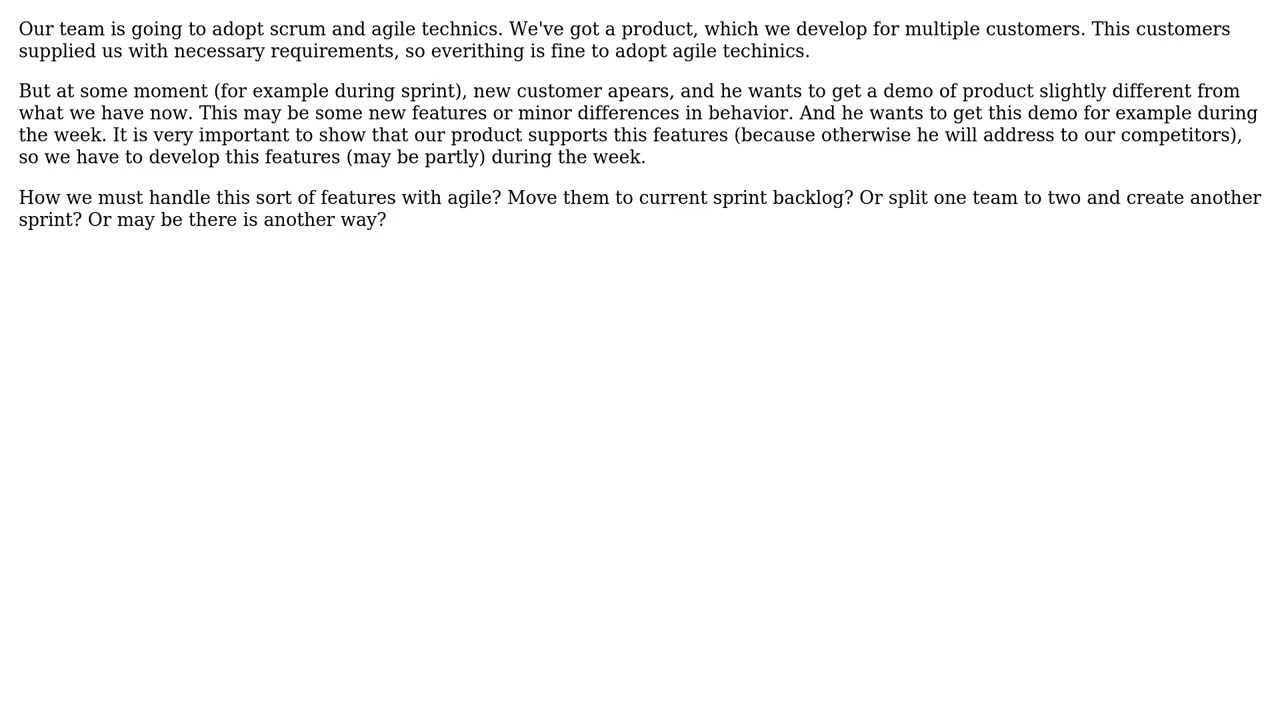 Our team is going to adopt scrum and agile technics. We've got a product, which we develop for multiple customers. This customers
supplied us with necessary requirements, so everithing is fine to adopt agile techinics.
But at some moment (for example during sprint), new customer apears, and he wants to get a demo of product slightly different from
what we have now. This may be some new features or minor differences in behavior. And he wants to get this demo for example during
the week. It is very important to show that our product supports this features (because otherwise he will address to our competitors),
so we have to develop this features (may be partly) during the week.
How we must handle this sort of features with agile? Move them to current sprint backlog? Or split one team to two and create another
sprint? Or may be there is another way?